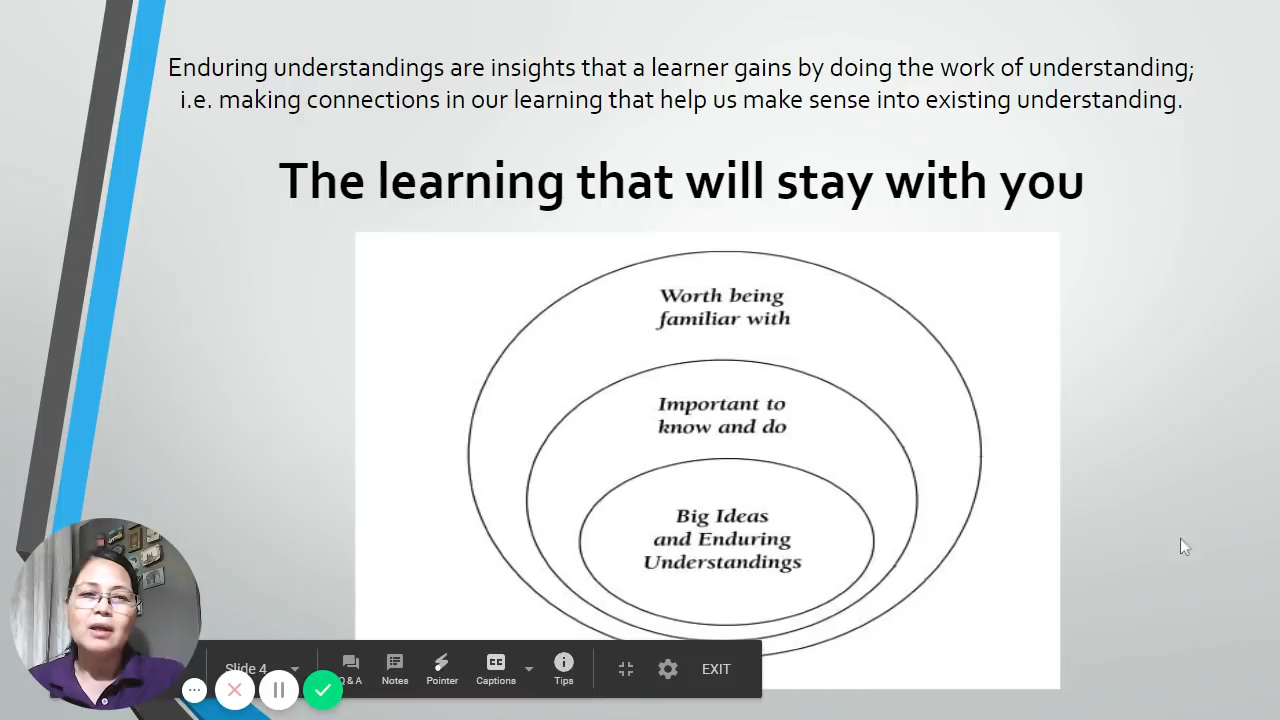 Enduring understandings are insights that a learner gains by doing the work of understanding;
i.e. making connections in our learning that help us make sense into existing understanding.
The learning that will stay with you
Worth being
familiar with
Important to
know and do
Big Ideas
and Enduring
Understandings
Slide 4
Q & A
Notes
Pointer
CC
Captions
Tips
EXIT